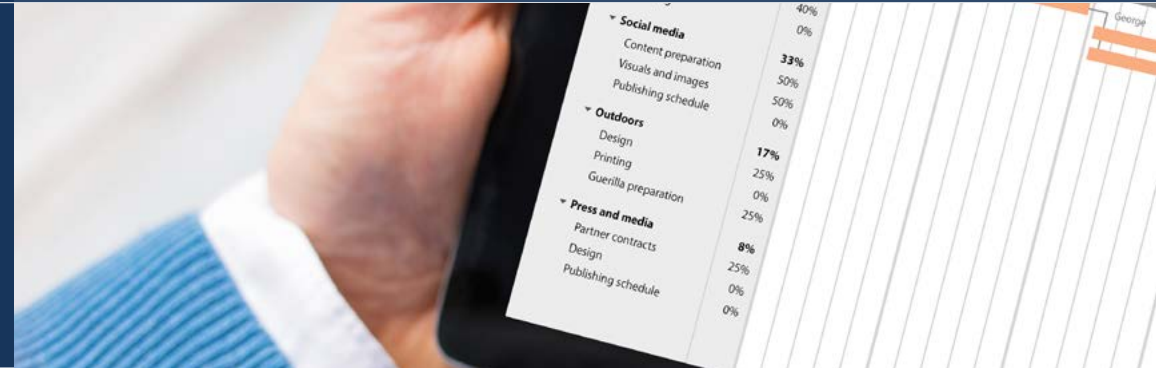 40%
0%
Social media 33%
Content preparation 50%
Visuals and images 50%
Publishing schedule 0%
Outdoors 17%
Design 25%
Printing 0%
Guerilla preparation 25%
Press and media 8%
Partner contracts 25%
Design 0%
Publishing schedule 0%
George